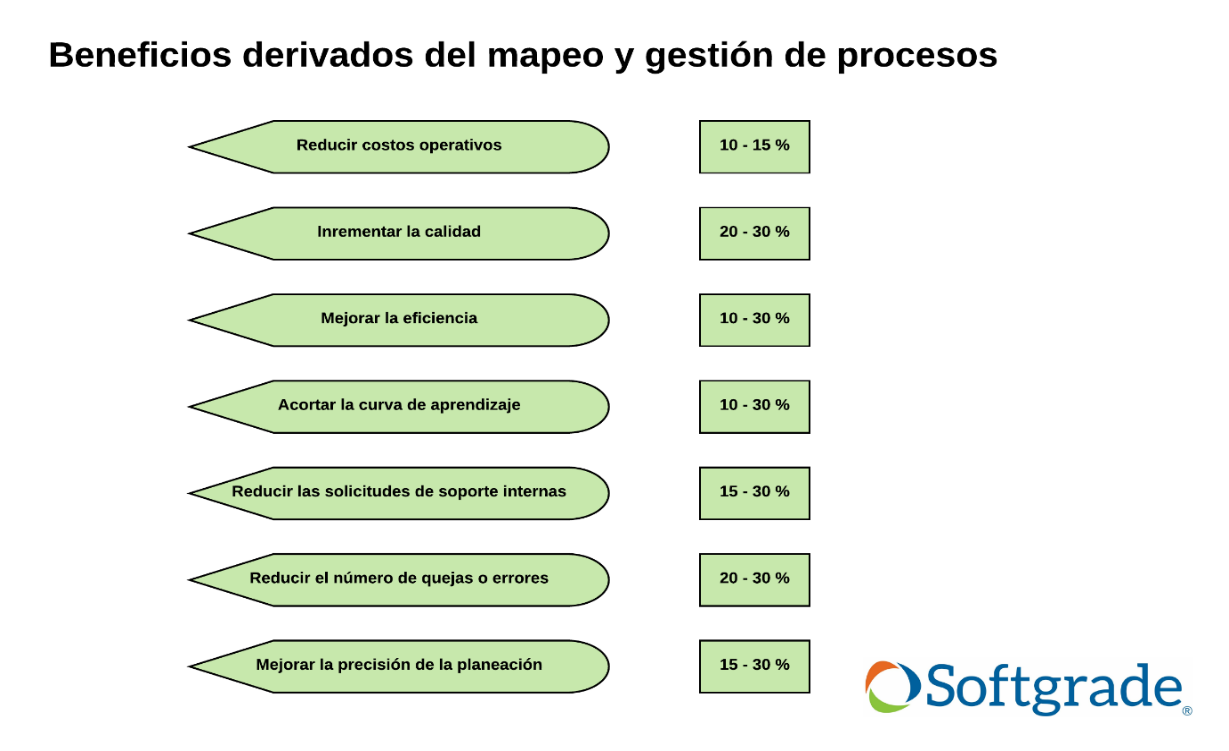 Beneficios derivados del mapeo y gestión de procesos
Reducir costos operativos
10 - 15 %
Inrementar la calidad
20 - 30 %
Mejorar la eficiencia
10 - 30 %
Acortar la curva de aprendizaje
10 - 30 %
Reducir las solicitudes de soporte internas
15 - 30 %
Reducir el número de quejas o errores
20 - 30 %
Mejorar la precisión de la planeación
15 - 30 %
Softgrade®